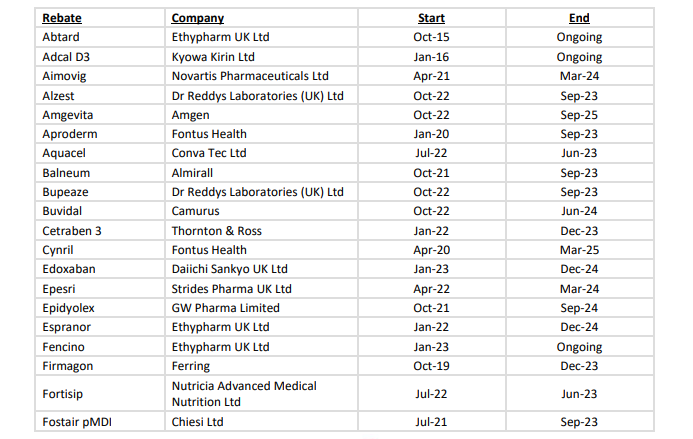 Rebate Company Start End
Abtard Ethypharm UK Ltd Oct-15 Ongoing
Adcal D3 Kyowa Kirin Ltd Jan-16 Ongoing
Aimovig Novartis Pharmaceuticals Ltd Apr-21 Mar-24
Alzest Dr Reddys Laboratories (UK) Ltd Oct-22 Sep-23
Amgevita Amgen Oct-22 Sep-25
Aproderm Fontus Health Jan-20 Sep-23
Aquacel Conva Tec Ltd Jul-22 Jun-23
Balneum Almirall Oct-21 Sep-23
Bupeaze Dr Reddys Laboratories (UK) Ltd Oct-22 Sep-23
Buvidal Camurus Oct-22 Jun-24
Cetraben 3 Thornton & Ross Jan-22 Dec-23
Cynril Fontus Health Apr-20 Mar-25
Edoxaban Daiichi Sankyo UK Ltd Jan-23 Dec-24
Epesri Strides Pharma UK Ltd Apr-22 Mar-24
Epidyolex GW Pharma Limited Oct-21 Sep-24
Espranor Ethypharm UK Ltd Jan-22 Dec-24
Fencino Ethypharm UK Ltd Jan-23 Ongoing
Firmagon Ferring Oct-19 Dec-23
Fortisip Nutricia Advanced Medical
Nutrition Ltd Jul-22 Jun-23
Fostair pMDI Chiesi Ltd Jul-21 Sep-23